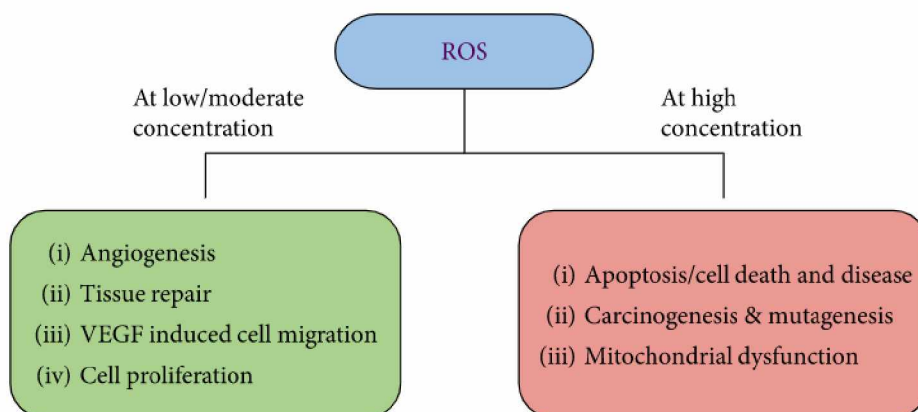 ROS
At low/moderate
concentration
At high
concentration
(i) Angiogenesis
(ii) Tissue repair
(iii) VEGF induced cell migration
(iv) Cell proliferation
(i) Apoptosis/cell death and disease
(ii) Carcinogenesis & mutagenesis
(iii) Mitochondrial dysfunction